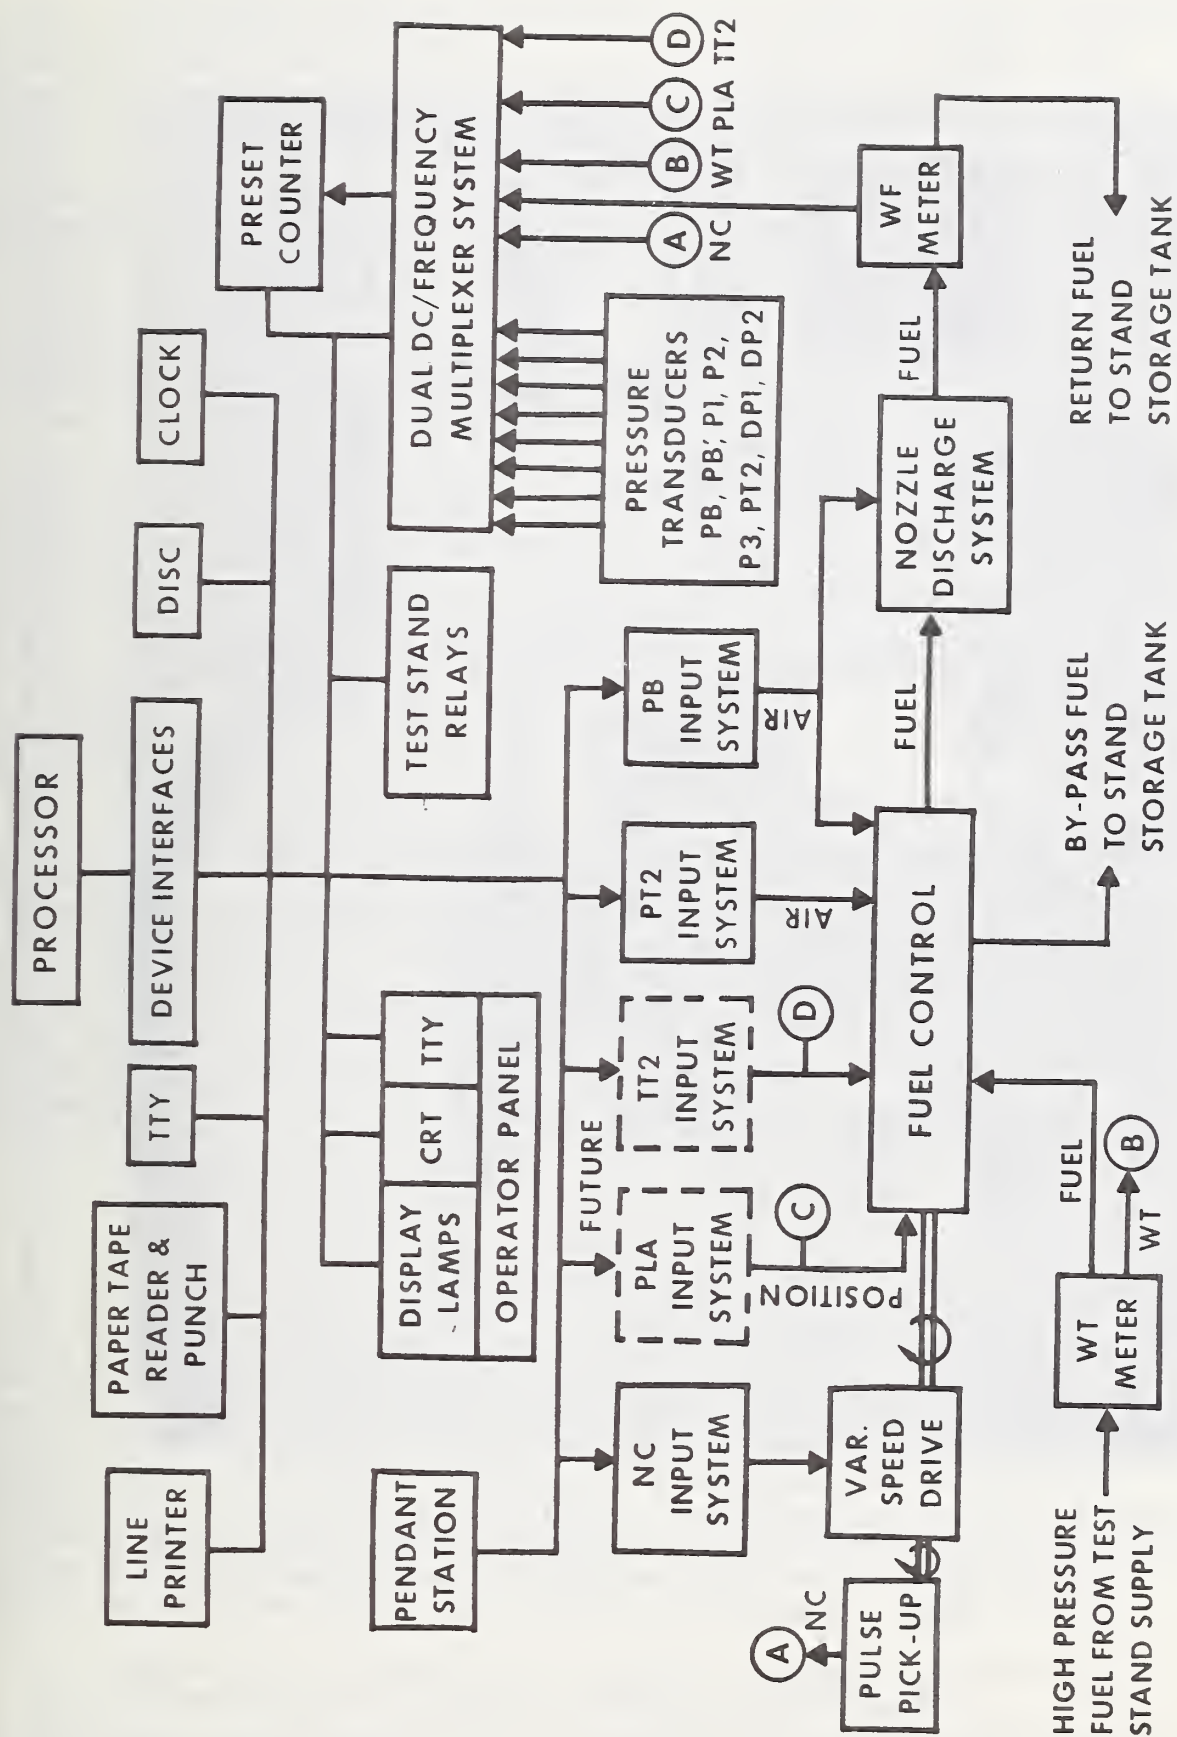 PROCESSOR
DEVICE INTERFACES
LINE
PRINTER
PAPER TAPE
READER &
PUNCH
TTY
DISC
CLOCK
PRESET
COUNTER
PENDANT
STATION
DISPLAY
LAMPS
CRT
TTY
OPERATOR PANEL
TEST STAND
RELAYS
DUAL DC/FREQUENCY
MULTIPLEXER SYSTEM
FUTURE
NC
INPUT
SYSTEM
PLA
INPUT
SYSTEM
TT2
INPUT
SYSTEM
PT2
INPUT
SYSTEM
PB
INPUT
SYSTEM
PRESSURE
TRANSDUCERS
PB, PB', P1, P2,
P3, PT2, DP1, DP2
A
NC
B
WT
C
PLA
D
TT2
POSITION
C
D
AIR
AIR
A
NC
PULSE
PICK-UP
VAR.
SPEED
DRIVE
FUEL CONTROL
FUEL
NOZZLE
DISCHARGE
SYSTEM
FUEL
WF
METER
HIGH PRESSURE
FUEL FROM TEST
STAND SUPPLY
WT
METER
FUEL
WT
B
BY-PASS FUEL
TO STAND
STORAGE TANK
RETURN FUEL
TO STAND
STORAGE TANK